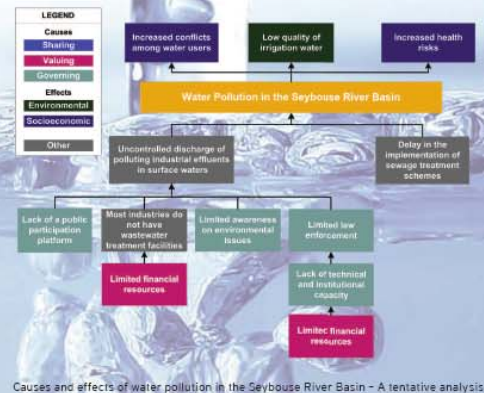 LEGEND
Causes
Sharing
Valuing
Governing
Effects
Environmental
Socioeconomic
Other
Increased conflicts
among water users
Low quality of
irrigation water
Increased health
risks
Water Pollution in the Seybouse River Basin
Uncontrolled discharge of
polluting industrial effluents
in surface waters
Delay in the
implementation of
sewage treatment
schemes
Lack of a public
participation
platform
Most industries do
not have
wastewater
treatment facilities
Limited awareness
on environmental
issues
Limited law
enforcement
Limited financial
resources
Lack of technical
and institutional
capacity
Limited financial
resources
Causes and effects of water pollution in the Seybouse River Basin – A tentative analysis